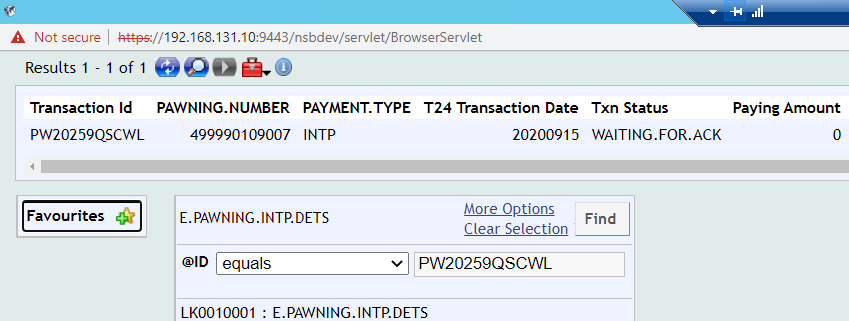 Not secure | https://192.168.131.10:9443/nsbdev/servlet/BrowserServlet
Results 1 - 1 of 1
Transaction Id PAWNING.NUMBER PAYMENT.TYPE T24 Transaction Date Txn Status Paying Amount
PW20259QSCWL 499990109007 INTP 20200915 WAITING.FOR.ACK 0
Favourites
E.PAWNING.INTP.DETS
More Options
Clear Selection
Find
@ID equals PW20259QSCWL
LK0010001 : E.PAWNING.INTP.DETS